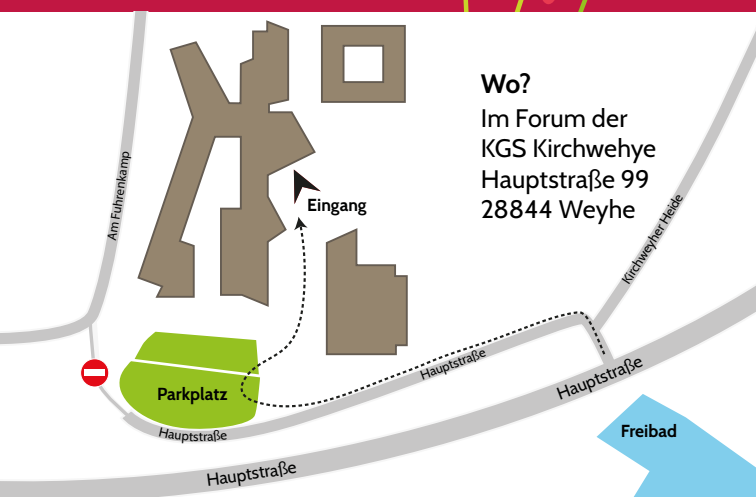 Wo?
Im Forum der
KGS Kirchwehye
Hauptstraße 99
28844 Weyhe
Am Fuhrenkamp
Eingang
Kirchweyher Heide
Hauptstraße
Hauptstraße
Parkplatz
Hauptstraße
Freibad
Hauptstraße